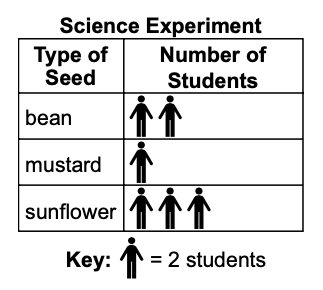 Science Experiment
Type of Seed
Number of Students
bean
mustard
sunflower
Key: = 2 students